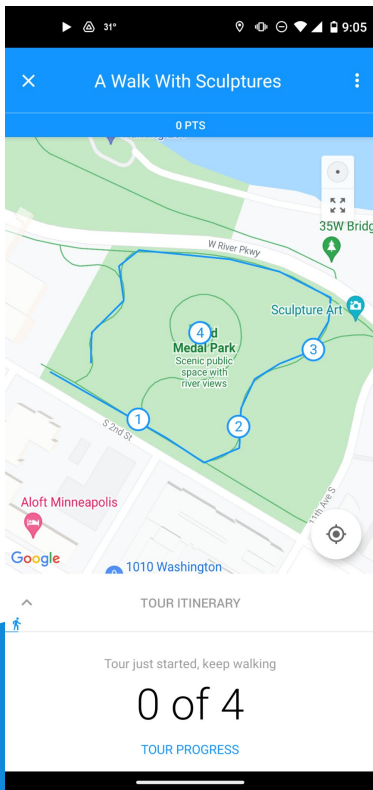 31°
9:05
A Walk With Sculptures
0 PTS
35W Bridg
W River Pkwy
Sculpture Art
4
d
Medal Park
Scenic public
space with
river views
3
1
2
S 2nd St
11th Ave S
Aloft Minneapolis
Google
1010 Washington
TOUR ITINERARY
Tour just started, keep walking
0 of 4
TOUR PROGRESS